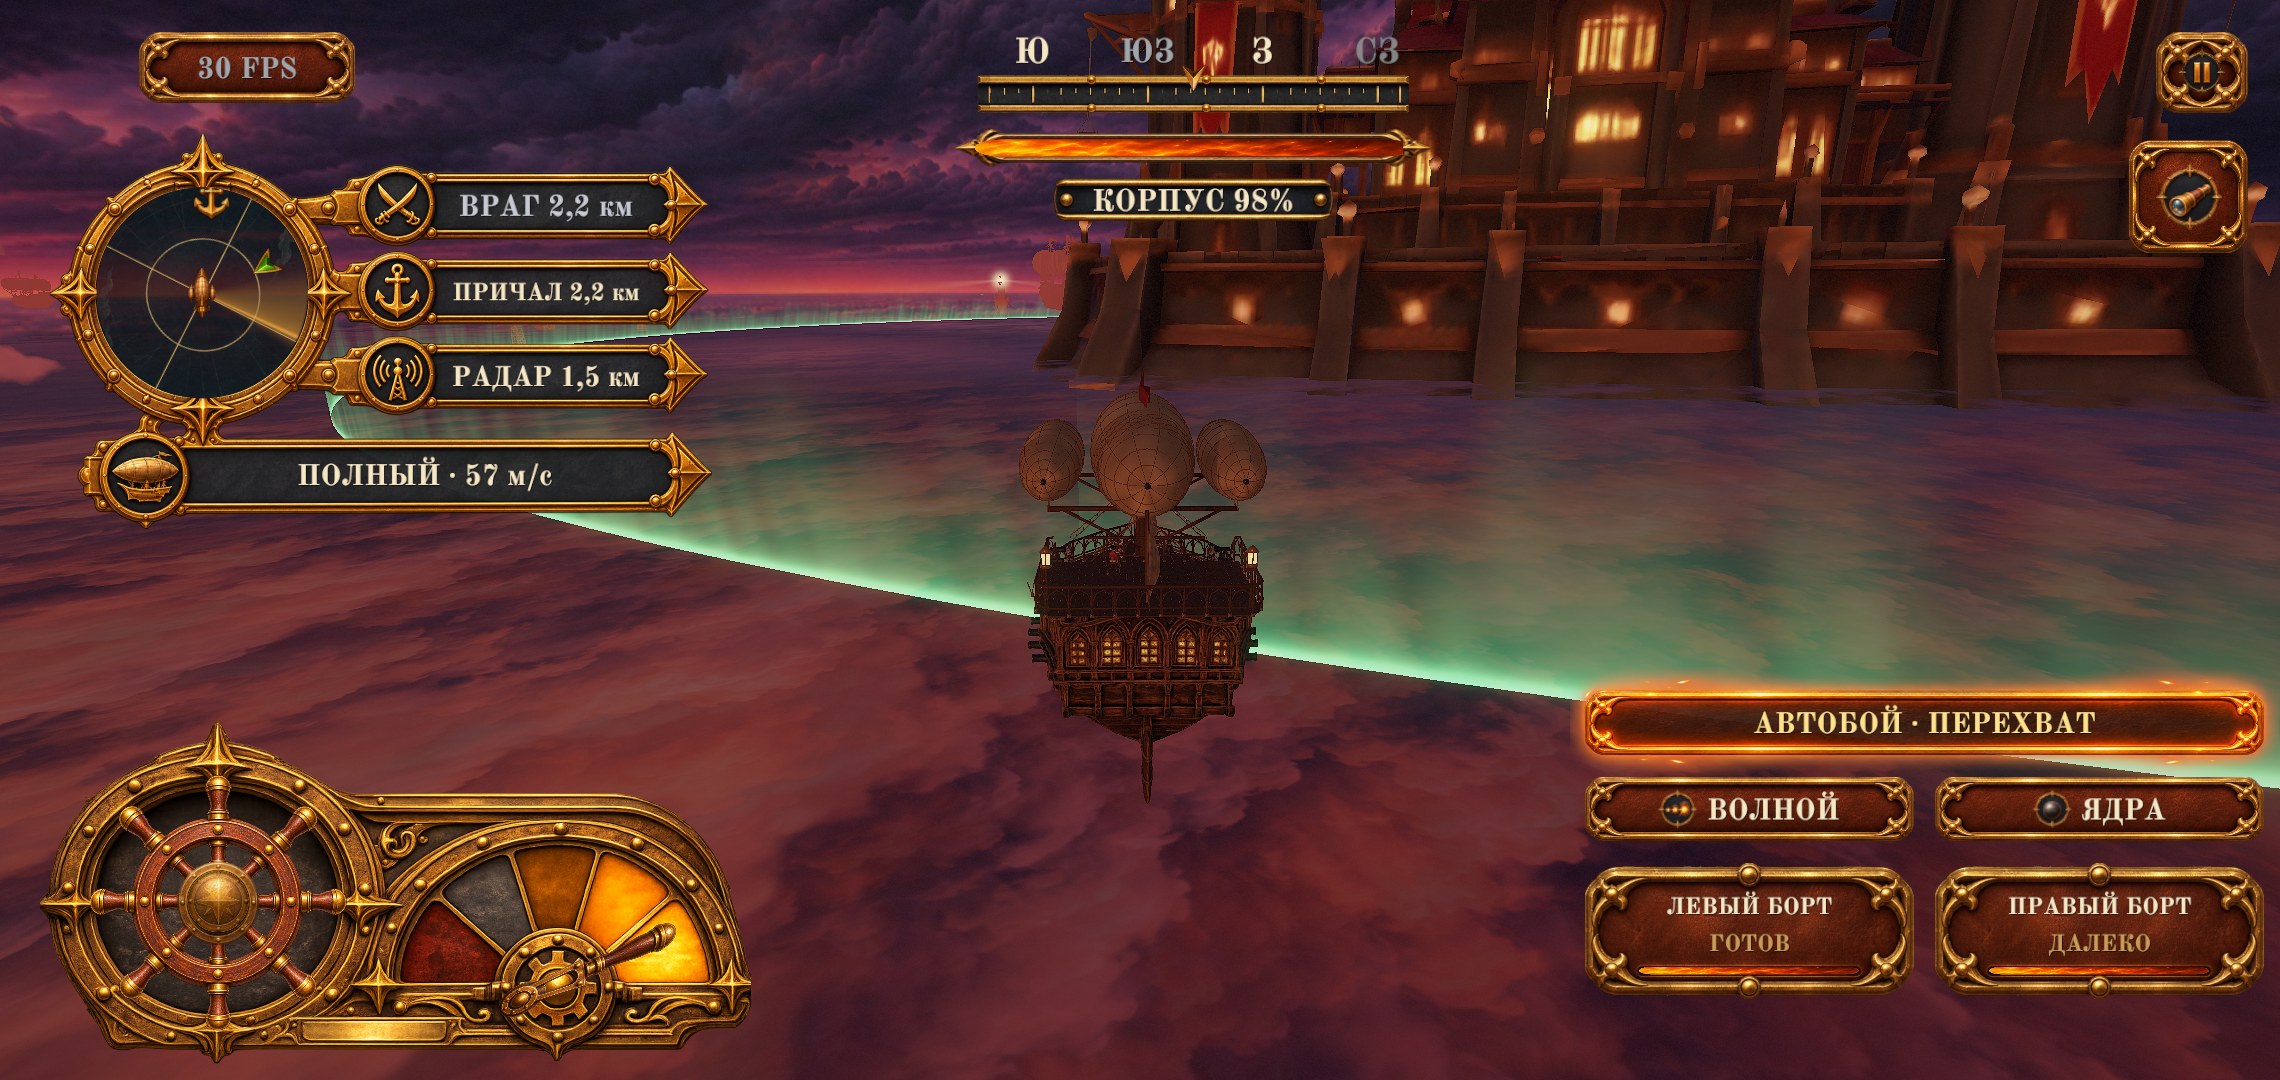 30 FPS
Ю ЮЗ З СЗ
КОРПУС 98%
ВРАГ 2,2 км
ПРИЧАЛ 2,2 км
РАДАР 1,5 км
ПОЛНЫЙ · 57 м/с
АВТОБОЙ · ПЕРЕХВАТ
ВОЛНОЙ
ЯДРА
ЛЕВЫЙ БОРТ
ГОТОВ
ПРАВЫЙ БОРТ
ДАЛЕКО